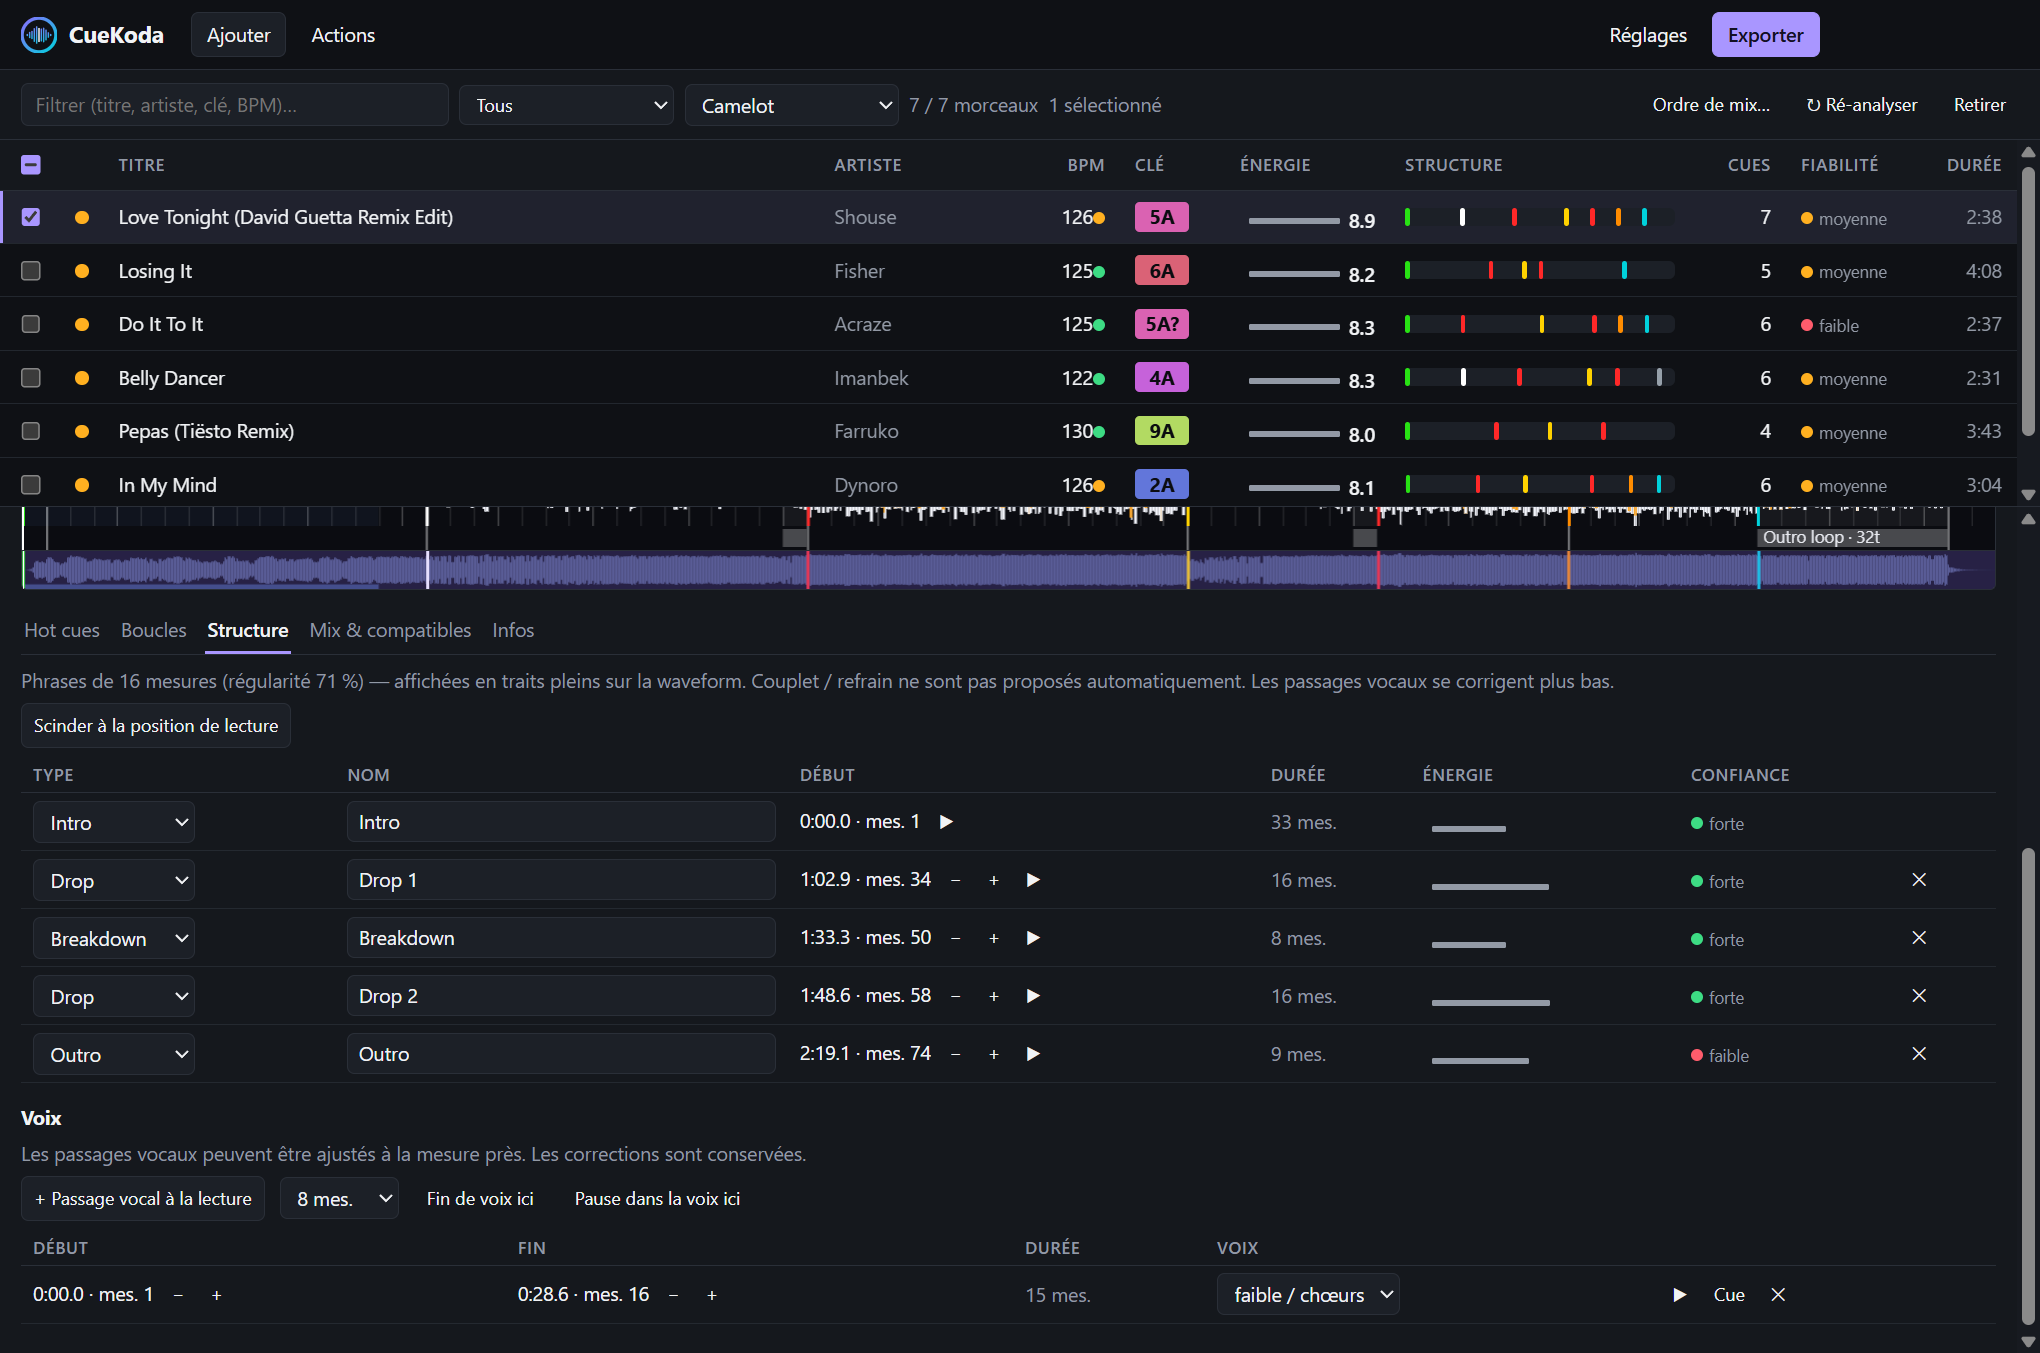 CueKoda Ajouter Actions Réglages Exporter
Filtrer (titre, artiste, clé, BPM)... Tous Camelot 7 / 7 morceaux 1 sélectionné Ordre de mix... ↻ Ré-analyser Retirer
TITRE ARTISTE BPM CLÉ ÉNERGIE STRUCTURE CUES FIABILITÉ DURÉE
Love Tonight (David Guetta Remix Edit) Shouse 126 5A 8.9 7 moyenne 2:38
Losing It Fisher 125 6A 8.2 5 moyenne 4:08
Do It To It Acraze 125 5A? 8.3 6 faible 2:37
Belly Dancer Imanbek 122 4A 8.3 6 moyenne 2:31
Pepas (Tiësto Remix) Farruko 130 9A 8.0 4 moyenne 3:43
In My Mind Dynoro 126 2A 8.1 6 moyenne 3:04
Outro loop · 32t
Hot cues Boucles Structure Mix & compatibles Infos
Phrases de 16 mesures (régularité 71 %) — affichées en traits pleins sur la waveform. Couplet / refrain ne sont pas proposés automatiquement. Les passages vocaux se corrigent plus bas.
Scinder à la position de lecture
TYPE NOM DÉBUT DURÉE ÉNERGIE CONFIANCE
Intro Intro 0:00.0 · mes. 1 ▶ 33 mes. forte
Drop Drop 1 1:02.9 · mes. 34 − + ▶ 16 mes. forte ×
Breakdown Breakdown 1:33.3 · mes. 50 − + ▶ 8 mes. forte ×
Drop Drop 2 1:48.6 · mes. 58 − + ▶ 16 mes. forte ×
Outro Outro 2:19.1 · mes. 74 − + ▶ 9 mes. faible ×
Voix
Les passages vocaux peuvent être ajustés à la mesure près. Les corrections sont conservées.
+ Passage vocal à la lecture 8 mes. Fin de voix ici Pause dans la voix ici
DÉBUT FIN DURÉE VOIX
0:00.0 · mes. 1 − + 0:28.6 · mes. 16 − + 15 mes. faible / chœurs ▶ Cue ×